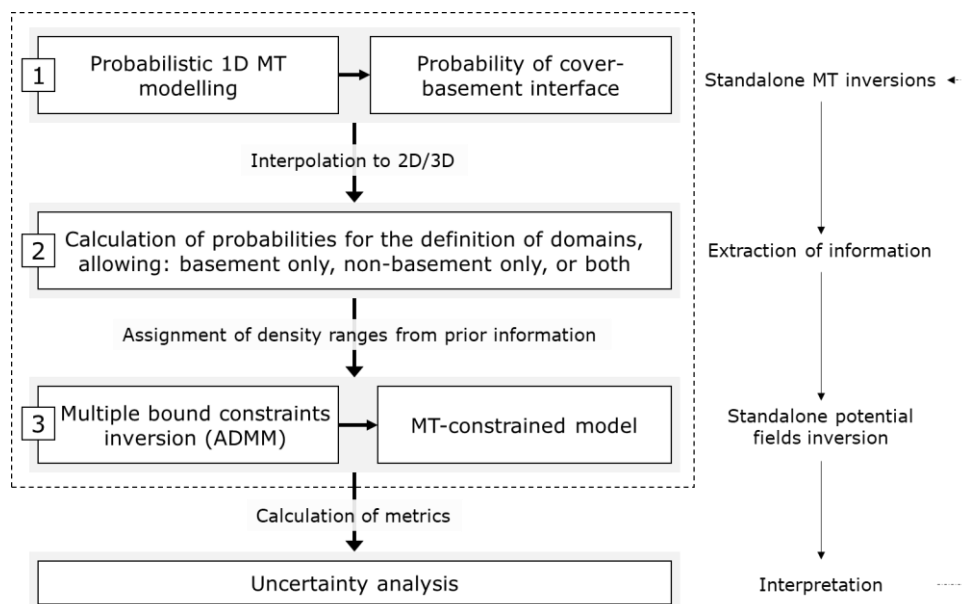 1
Probabilistic 1D MT
modelling
Probability of cover-
basement interface
Interpolation to 2D/3D
2
Calculation of probabilities for the definition of domains,
allowing: basement only, non-basement only, or both
Assignment of density ranges from prior information
3
Multiple bound constraints
inversion (ADMM)
MT-constrained model
Calculation of metrics
Uncertainty analysis
Standalone MT inversions
Extraction of information
Standalone potential
fields inversion
Interpretation